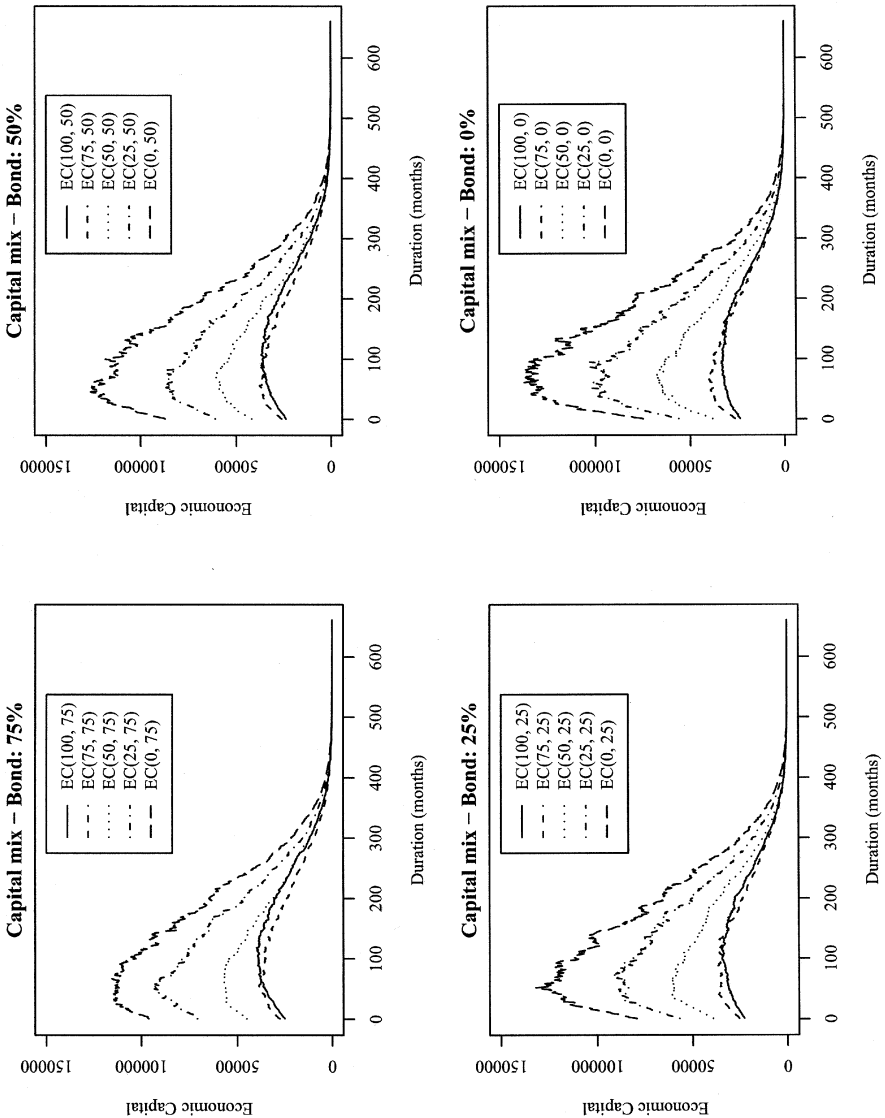 Capital mix – Bond: 75%
EC(100, 75)
EC(75, 75)
EC(50, 75)
EC(25, 75)
EC(0, 75)
Economic Capital
0
50000
100000
150000
0
100
200
300
400
500
600
Duration (months)
Capital mix – Bond: 50%
EC(100, 50)
EC(75, 50)
EC(50, 50)
EC(25, 50)
EC(0, 50)
Economic Capital
0
50000
100000
150000
0
100
200
300
400
500
600
Duration (months)
Capital mix – Bond: 25%
EC(100, 25)
EC(75, 25)
EC(50, 25)
EC(25, 25)
EC(0, 25)
Economic Capital
0
50000
100000
150000
0
100
200
300
400
500
600
Duration (months)
Capital mix – Bond: 0%
EC(100, 0)
EC(75, 0)
EC(50, 0)
EC(25, 0)
EC(0, 0)
Economic Capital
0
50000
100000
150000
0
100
200
300
400
500
600
Duration (months)